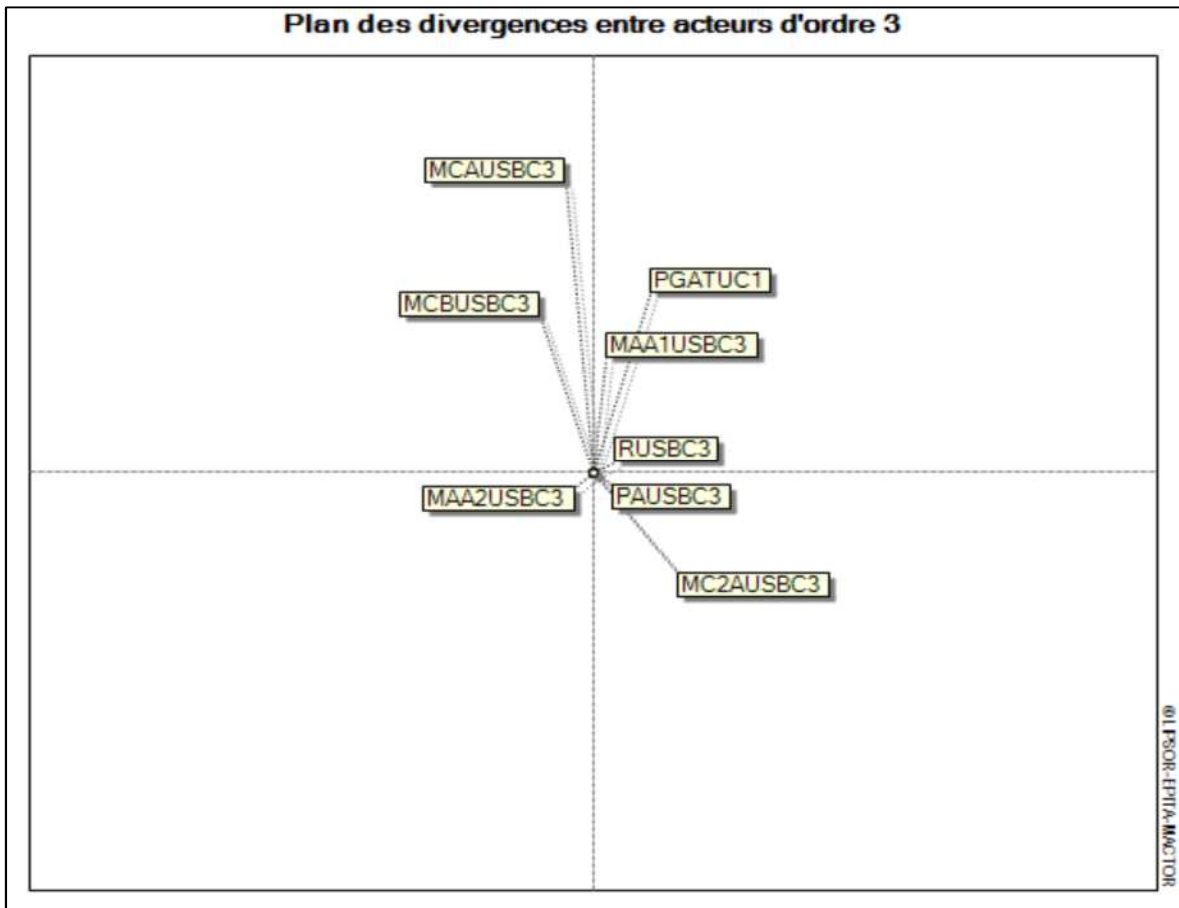 Plan des divergences entre acteurs d'ordre 3
MCAUSBC3
PGATUC1
MCBUSBC3
MAA1USBC3
RUSBC3
MAA2USBC3
PAUSBC3
MC2AUSBC3
© LIPSOR-EPITA-MACTOR